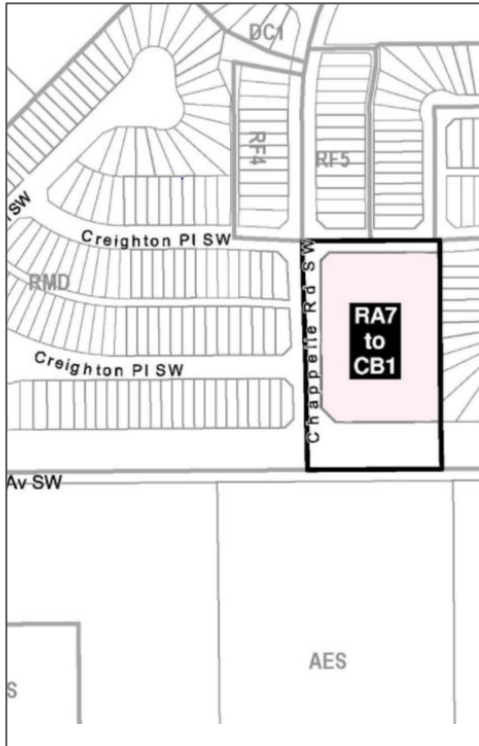 DC1
RF4
RF5
SW
Creighton Pl SW
RMD
Chappelle Rd SW
RA7
to
CB1
Creighton Pl SW
Av SW
AES
S